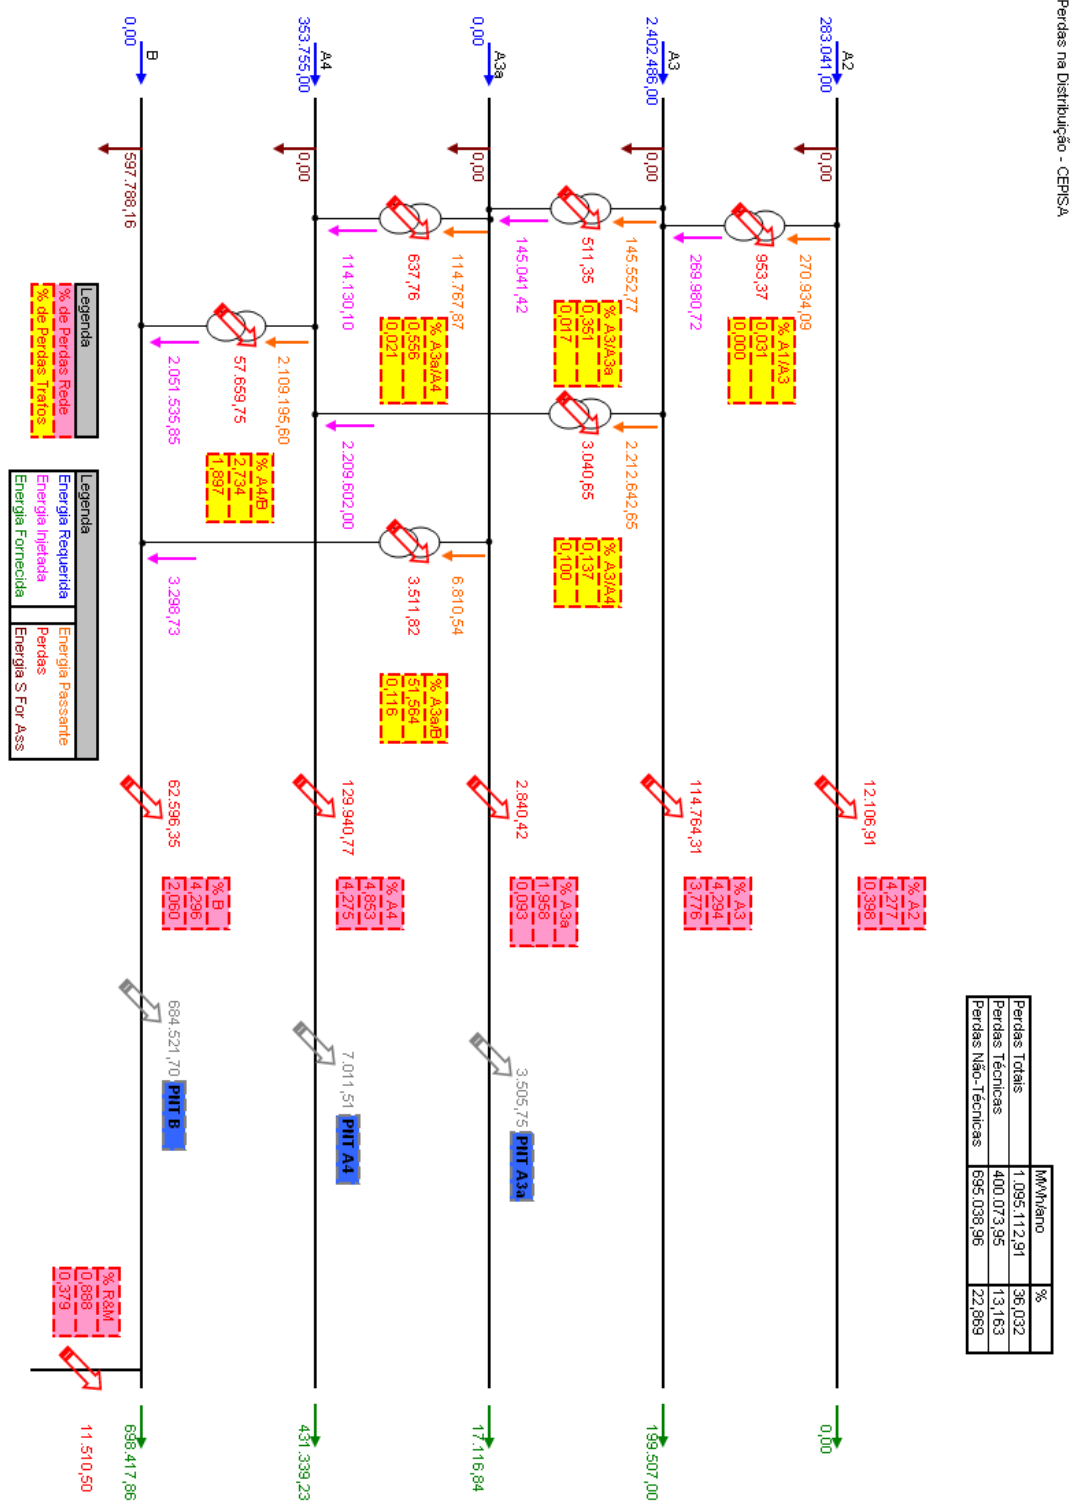 Perdas na Distribuição - CEPISA
MWh/ano %
Perdas Totais 1.095.112,91 36,032
Perdas Técnicas 400.073,95 13,163
Perdas Não-Técnicas 695.038,96 22,869
A2
283.041,00
0,00
270.934,09
953,37
269.980,72
% A1/A3
0,031
0,000
12.106,91
% A2
4,277
0,398
0,00
A3
2.402.486,00
0,00
145.552,77
511,35
145.041,42
% A3/A3a
0,351
0,017
2.212.642,65
3.040,65
2.209.602,00
% A3/A4
0,137
0,100
114.764,31
% A3
4,294
3,776
199.507,00
A3a
0,00
0,00
114.767,87
637,76
114.130,10
% A3a/A4
0,556
0,021
6.810,54
3.511,82
3.298,73
% A3a/B
51,564
0,116
2.840,42
% A3a
1,958
0,093
3.505,75
PNT A3a
17.116,84
A4
353.755,00
0,00
2.109.195,60
57.659,75
2.051.535,85
% A4/B
2,734
1,897
129.940,77
% A4
4,853
4,275
7.011,51
PNT A4
431.339,23
B
0,00
597.788,16
62.596,35
% B
4,296
2,060
684.521,70
PNT B
698.417,86
% R&M
0,888
0,379
11.510,50
Legenda
% de Perdas Rede
% de Perdas Trafos
Legenda
Energia Requerida Energia Passante
Energia Injetada Perdas
Energia Fornecida Energia S For Ass